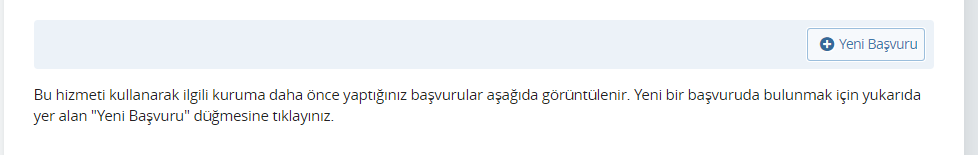 Yeni Başvuru
Bu hizmeti kullanarak ilgili kuruma daha önce yaptığınız başvurular aşağıda görüntülenir. Yeni bir başvuruda bulunmak için yukarıda
yer alan "Yeni Başvuru" düğmesine tıklayınız.